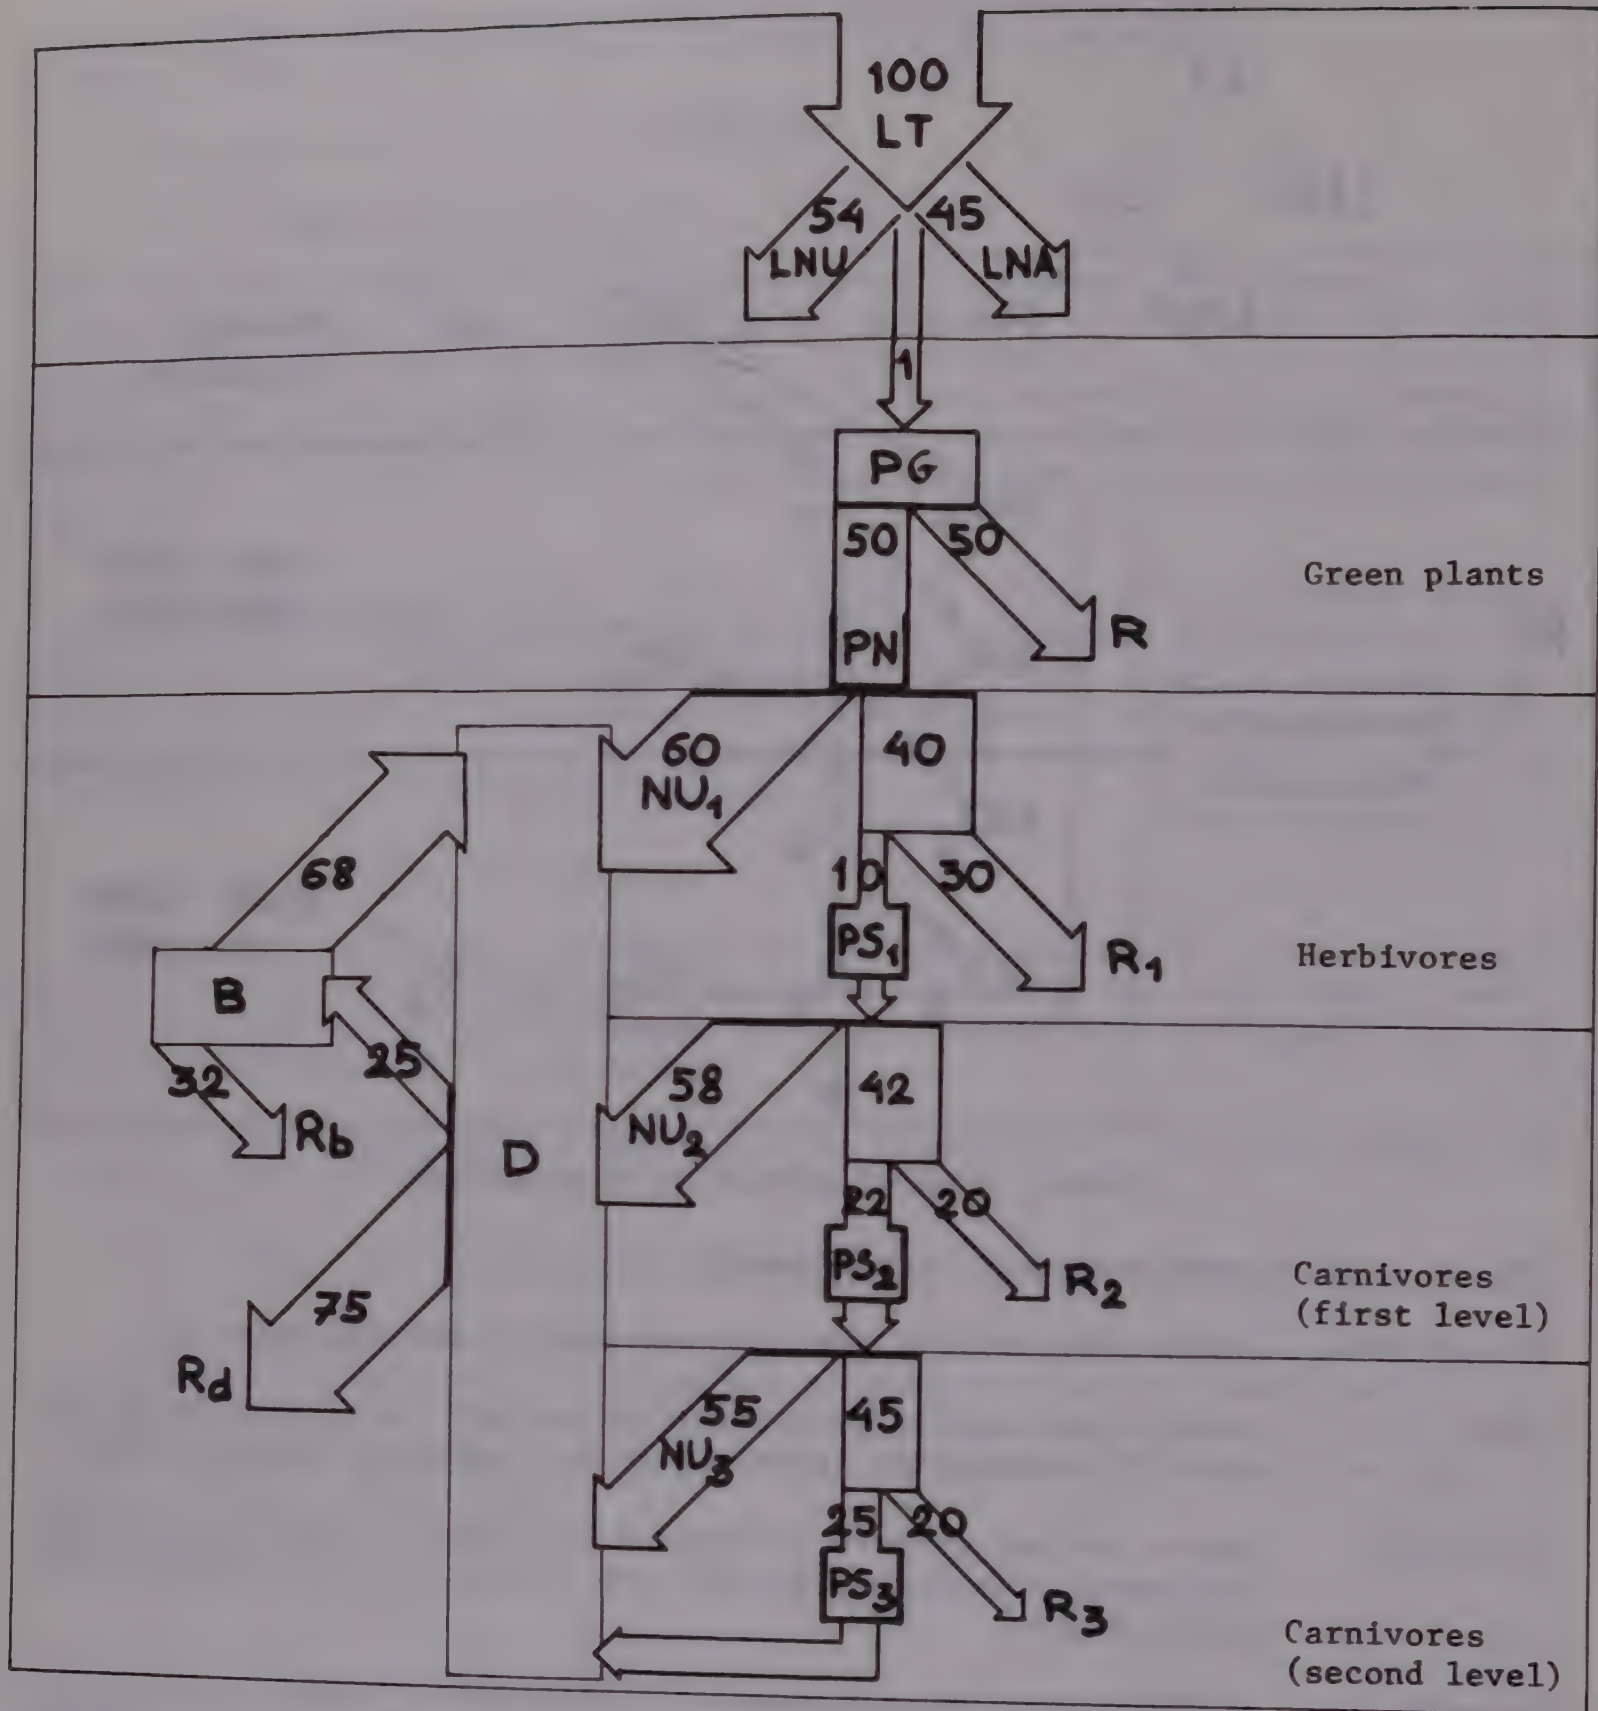 100
LT
54
LNU
45
LNA
1
PG
50
50
PN
R
Green plants
60
NU₁
40
68
10
30
PS₁
R₁
Herbivores
B
32
25
Rb
58
NU₂
42
D
22
20
PS₂
R₂
Carnivores
(first level)
75
Rd
55
NU₃
45
25
20
PS₃
R₃
Carnivores
(second level)